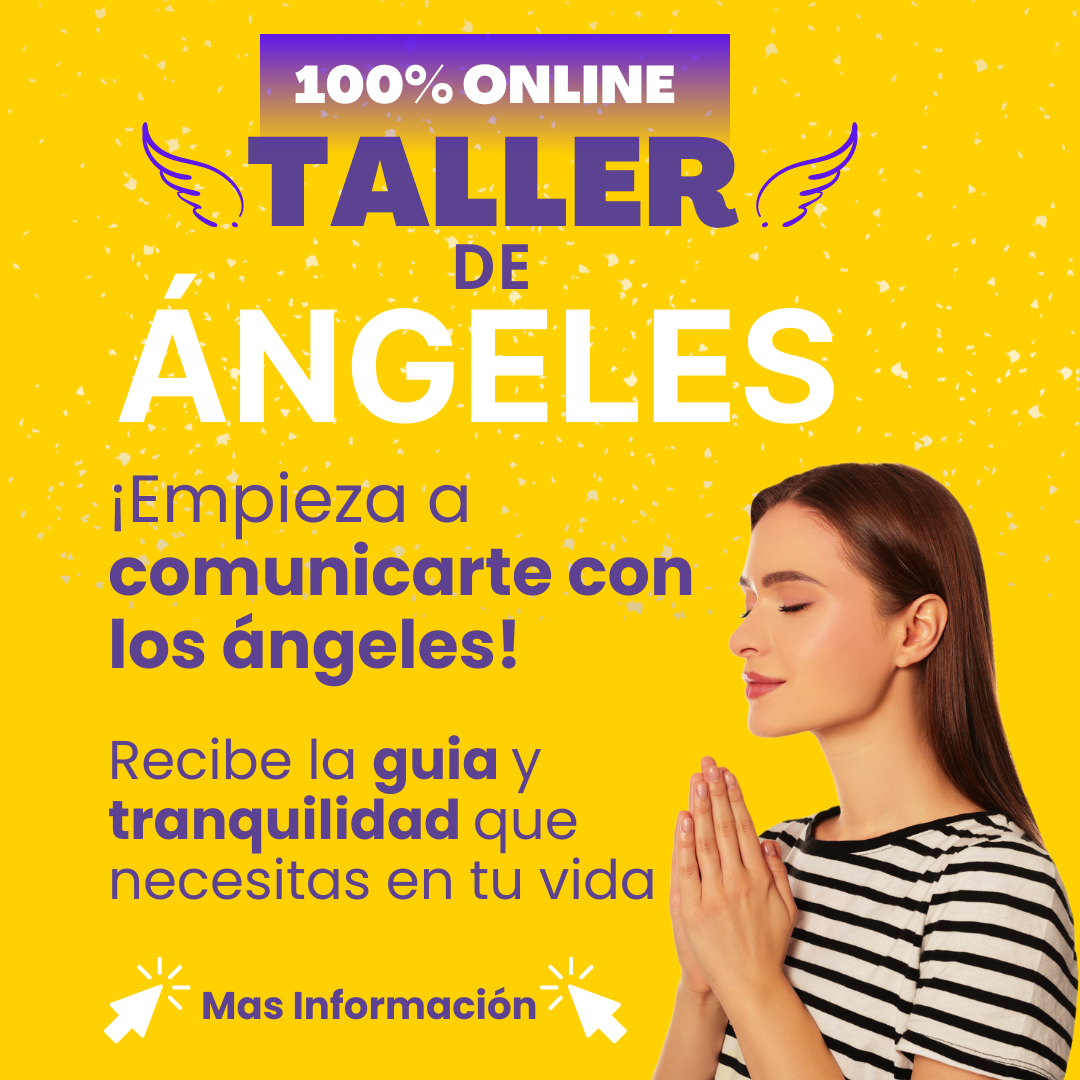 100% ONLINE
TALLER
DE
ÁNGELES
¡Empieza a
comunicarte con
los ángeles!
Recibe la guia y
tranquilidad que
necesitas en tu vida
Mas Información